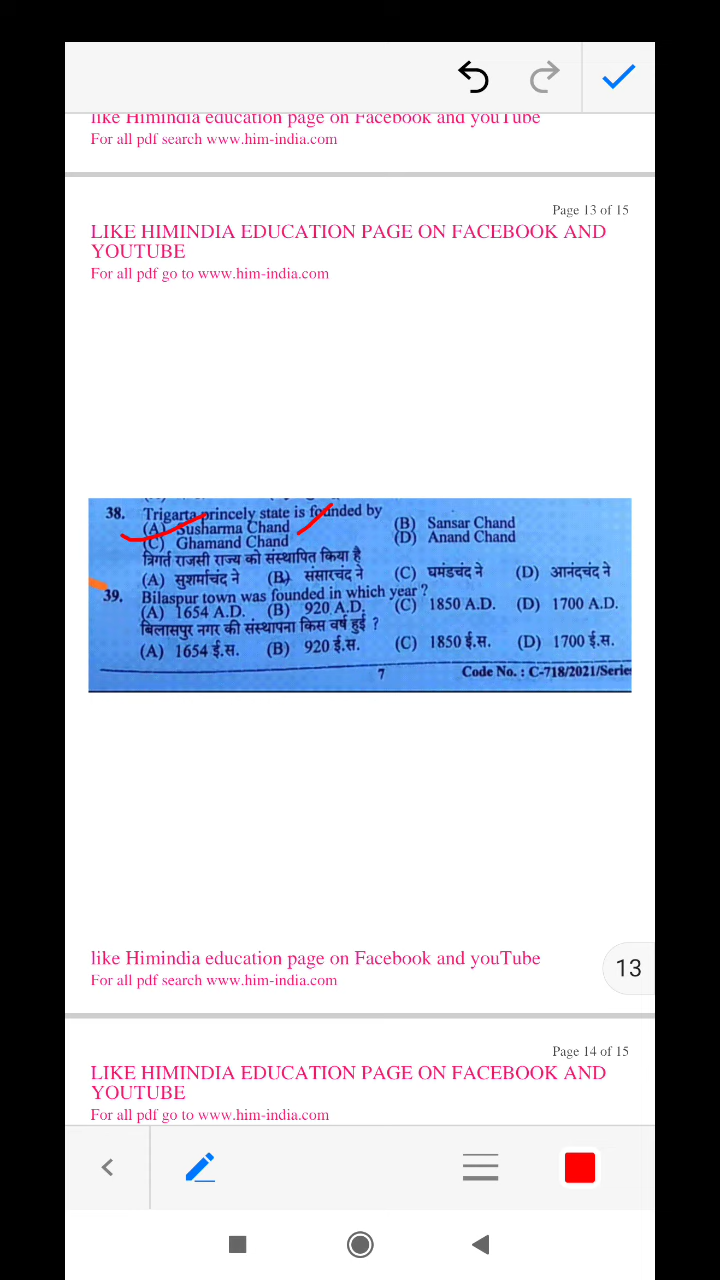 like Himindia education page on Facebook and youTube
For all pdf search www.him-india.com
Page 13 of 15
LIKE HIMINDIA EDUCATION PAGE ON FACEBOOK AND
YOUTUBE
For all pdf go to www.him-india.com
38. Trigarta princely state is founded by
(A) Susharma Chand (B) Sansar Chand
(C) Ghamand Chand (D) Anand Chand
त्रिगर्त राजसी राज्य को संस्थापित किया है
(A) सुशर्माचंद ने (B) संसारचंद ने (C) घमंडचंद ने (D) आनंदचंद ने
39. Bilaspur town was founded in which year ?
(A) 1654 A.D. (B) 920 A.D. (C) 1850 A.D. (D) 1700 A.D.
बिलासपुर नगर की संस्थापना किस वर्ष हुई ?
(A) 1654 ई.स. (B) 920 ई.स. (C) 1850 ई.स. (D) 1700 ई.स.
7 Code No. : C-718/2021/Series
like Himindia education page on Facebook and youTube
For all pdf search www.him-india.com
13
Page 14 of 15
LIKE HIMINDIA EDUCATION PAGE ON FACEBOOK AND
YOUTUBE
For all pdf go to www.him-india.com